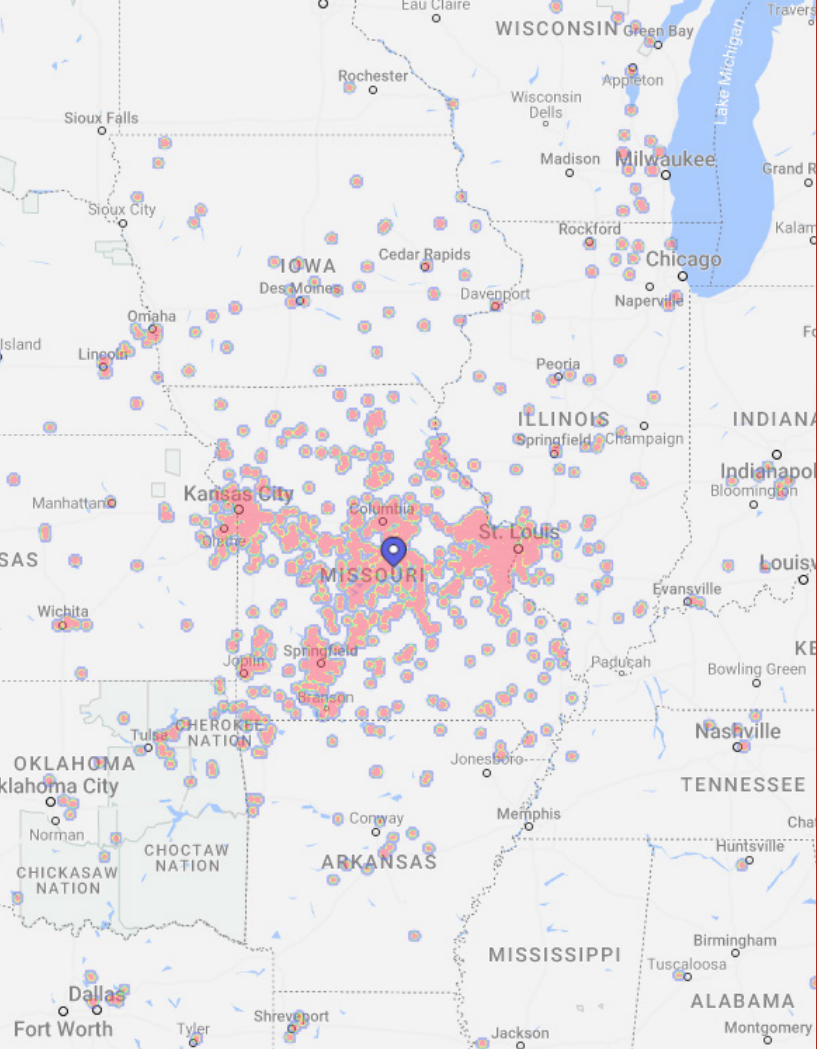 Eau Claire
WISCONSIN
Green Bay
Travers
Appleton
Lake Michigan
Rochester
Wisconsin
Dells
Sioux Falls
Madison
Milwaukee
Grand R
Sioux City
Rockford
Kalam
IOWA
Cedar Rapids
Chicago
Des Moines
Davenport
Naperville
Omaha
Island
Lincoln
Fo
Peoria
ILLINOIS
INDIANA
Springfield
Champaign
Indianapol
Kansas City
Bloomington
Manhattan
Columbia
St. Louis
Olathe
SAS
MISSOURI
Louisv
Evansville
Wichita
KE
Springfield
Joplin
Paducah
Bowling Green
Branson
CHEROKEE
NATION
Tulsa
Nashville
OKLAHOMA
Jonesboro
klahoma City
TENNESSEE
Memphis
Conway
Chat
Norman
CHOCTAW
NATION
ARKANSAS
Huntsville
CHICKASAW
NATION
Birmingham
MISSISSIPPI
Tuscaloosa
Dallas
ALABAMA
Shreveport
Fort Worth
Tyler
Jackson
Montgomery